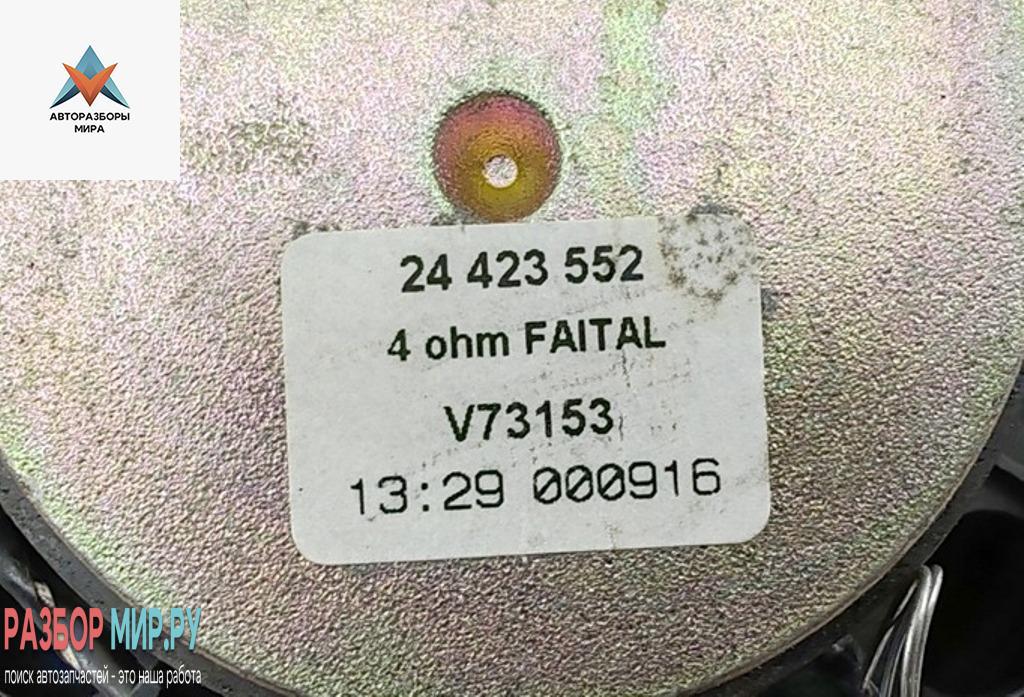 АВТОРАЗБОРЫ
МИРА
24 423 552
4 ohm FAITAL
V73153
13:29 000916
РАЗБОР МИР.РУ
поиск автозапчастей - это наша работа